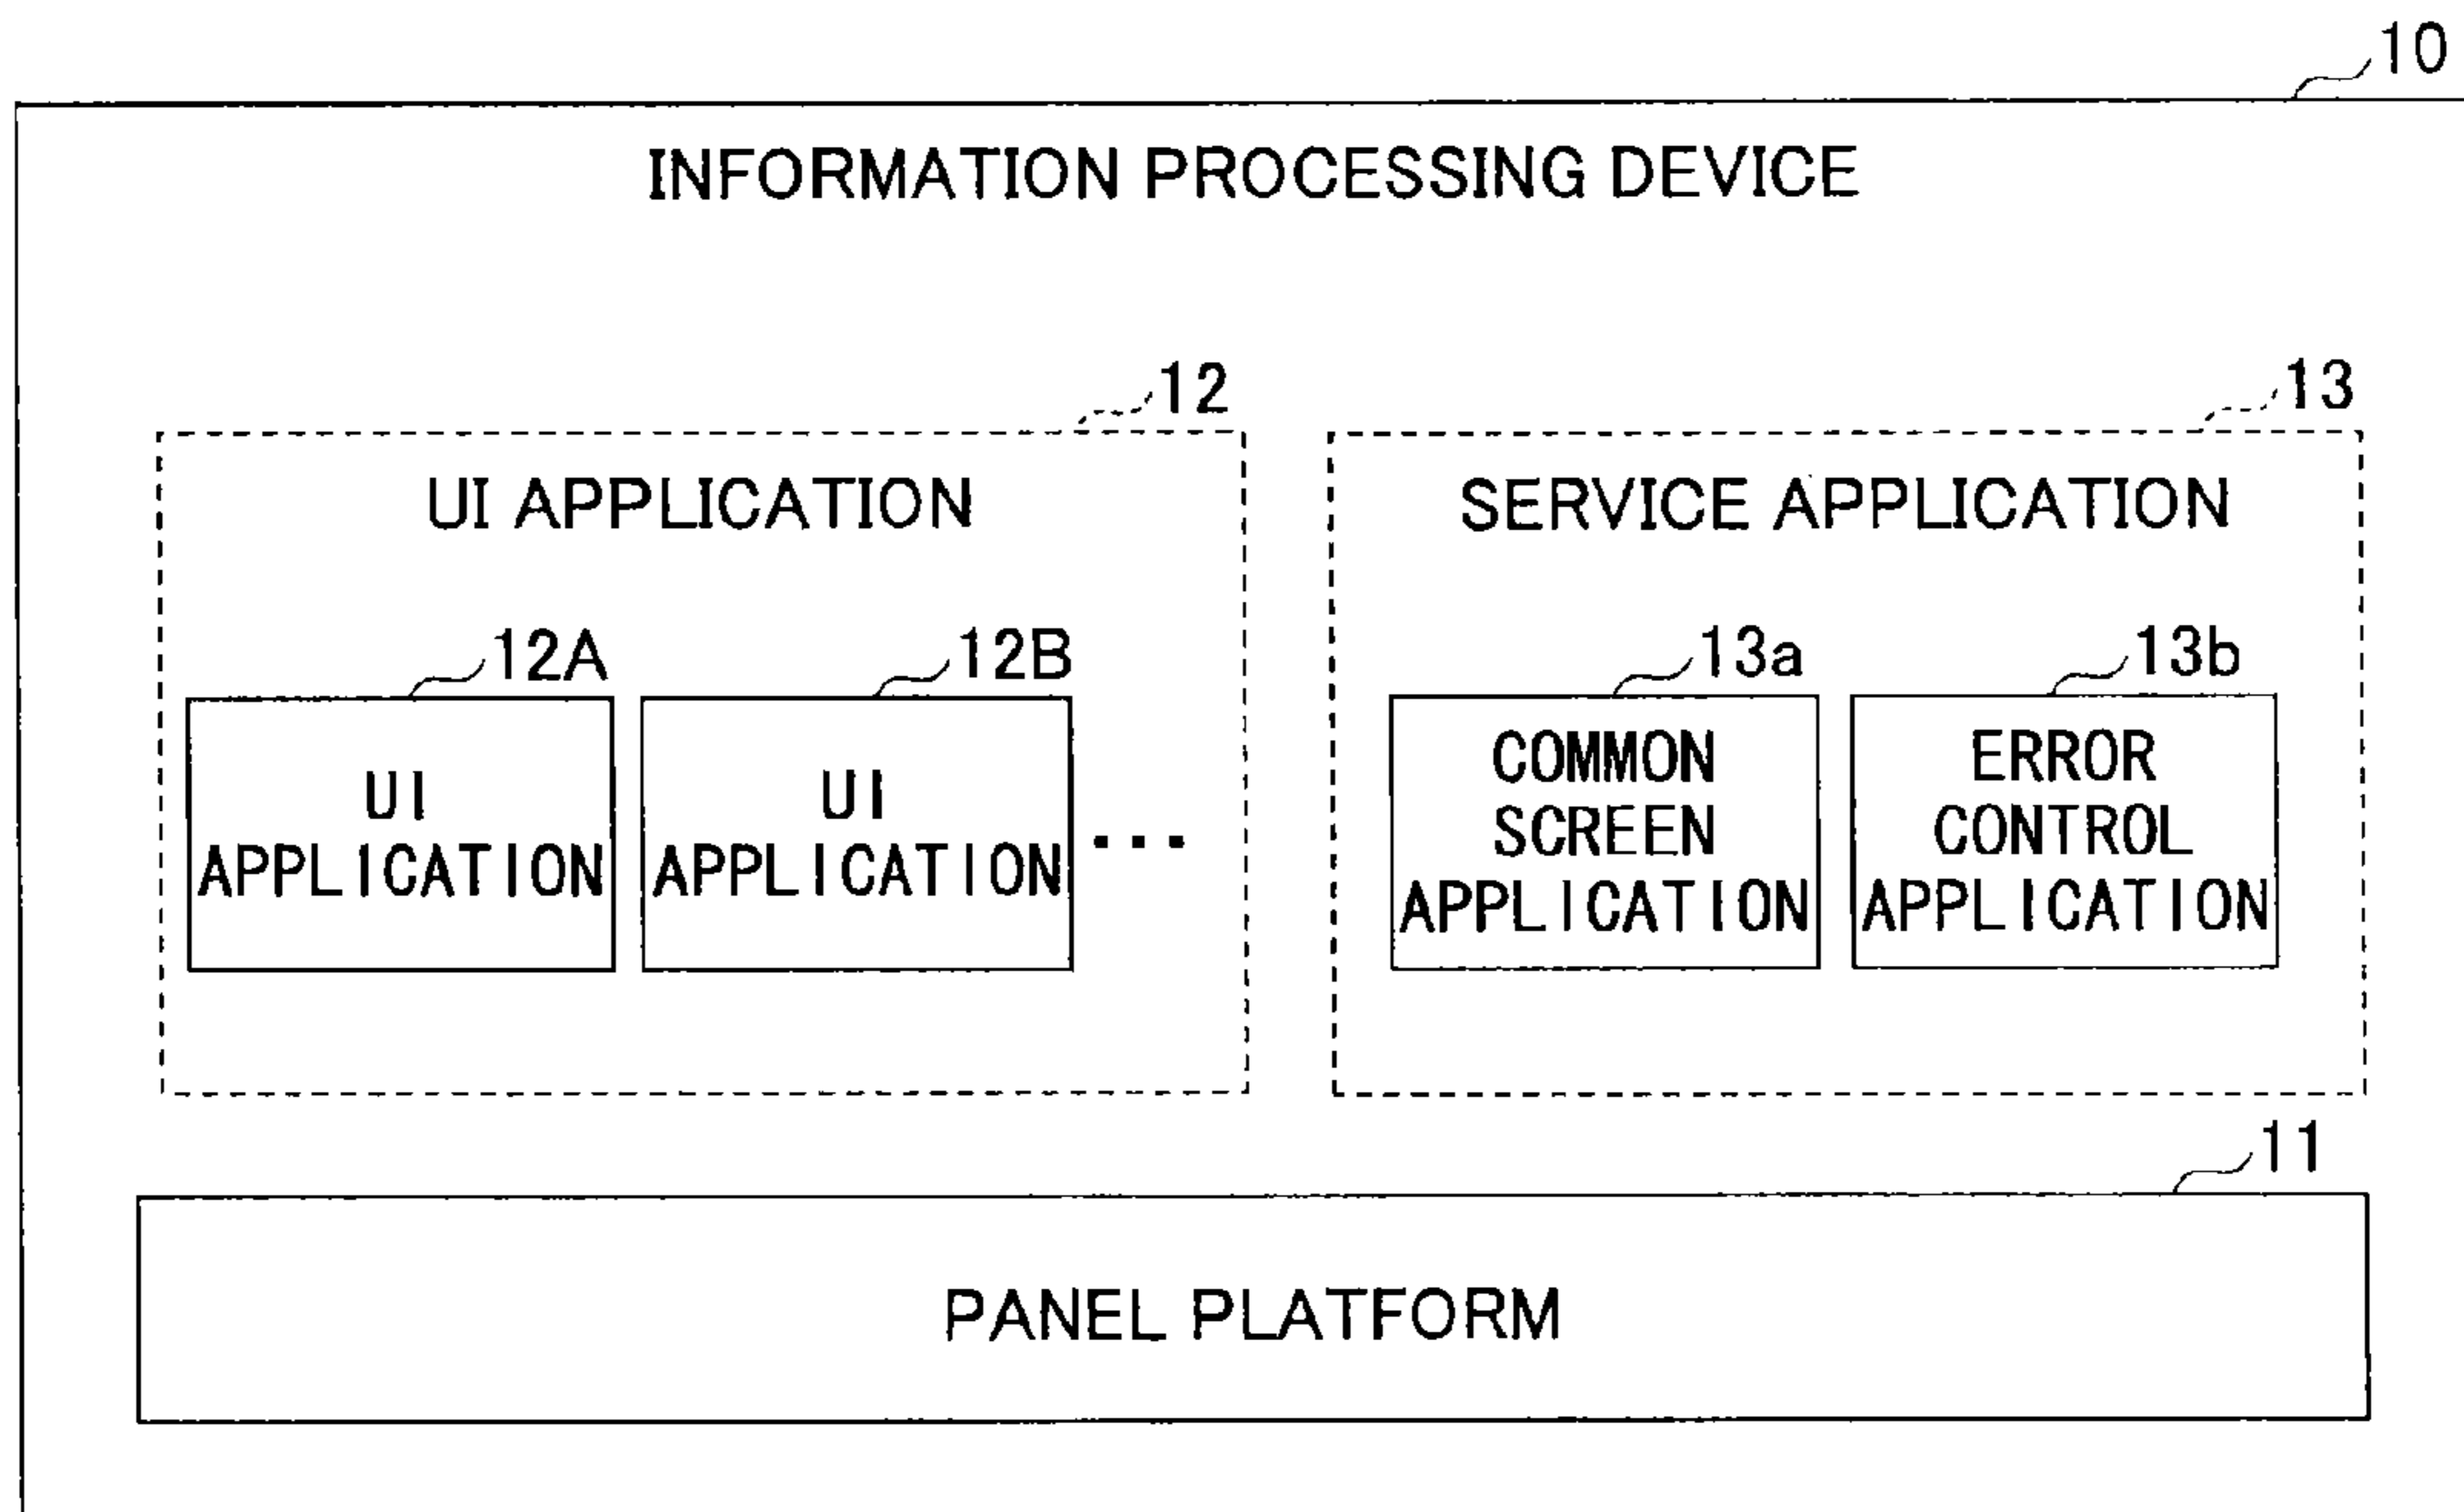 10
INFORMATION PROCESSING DEVICE
12
13
UI APPLICATION
SERVICE APPLICATION
12A
12B
13a
13b
UI
APPLICATION
UI
APPLICATION
...
COMMON
SCREEN
APPLICATION
ERROR
CONTROL
APPLICATION
11
PANEL PLATFORM